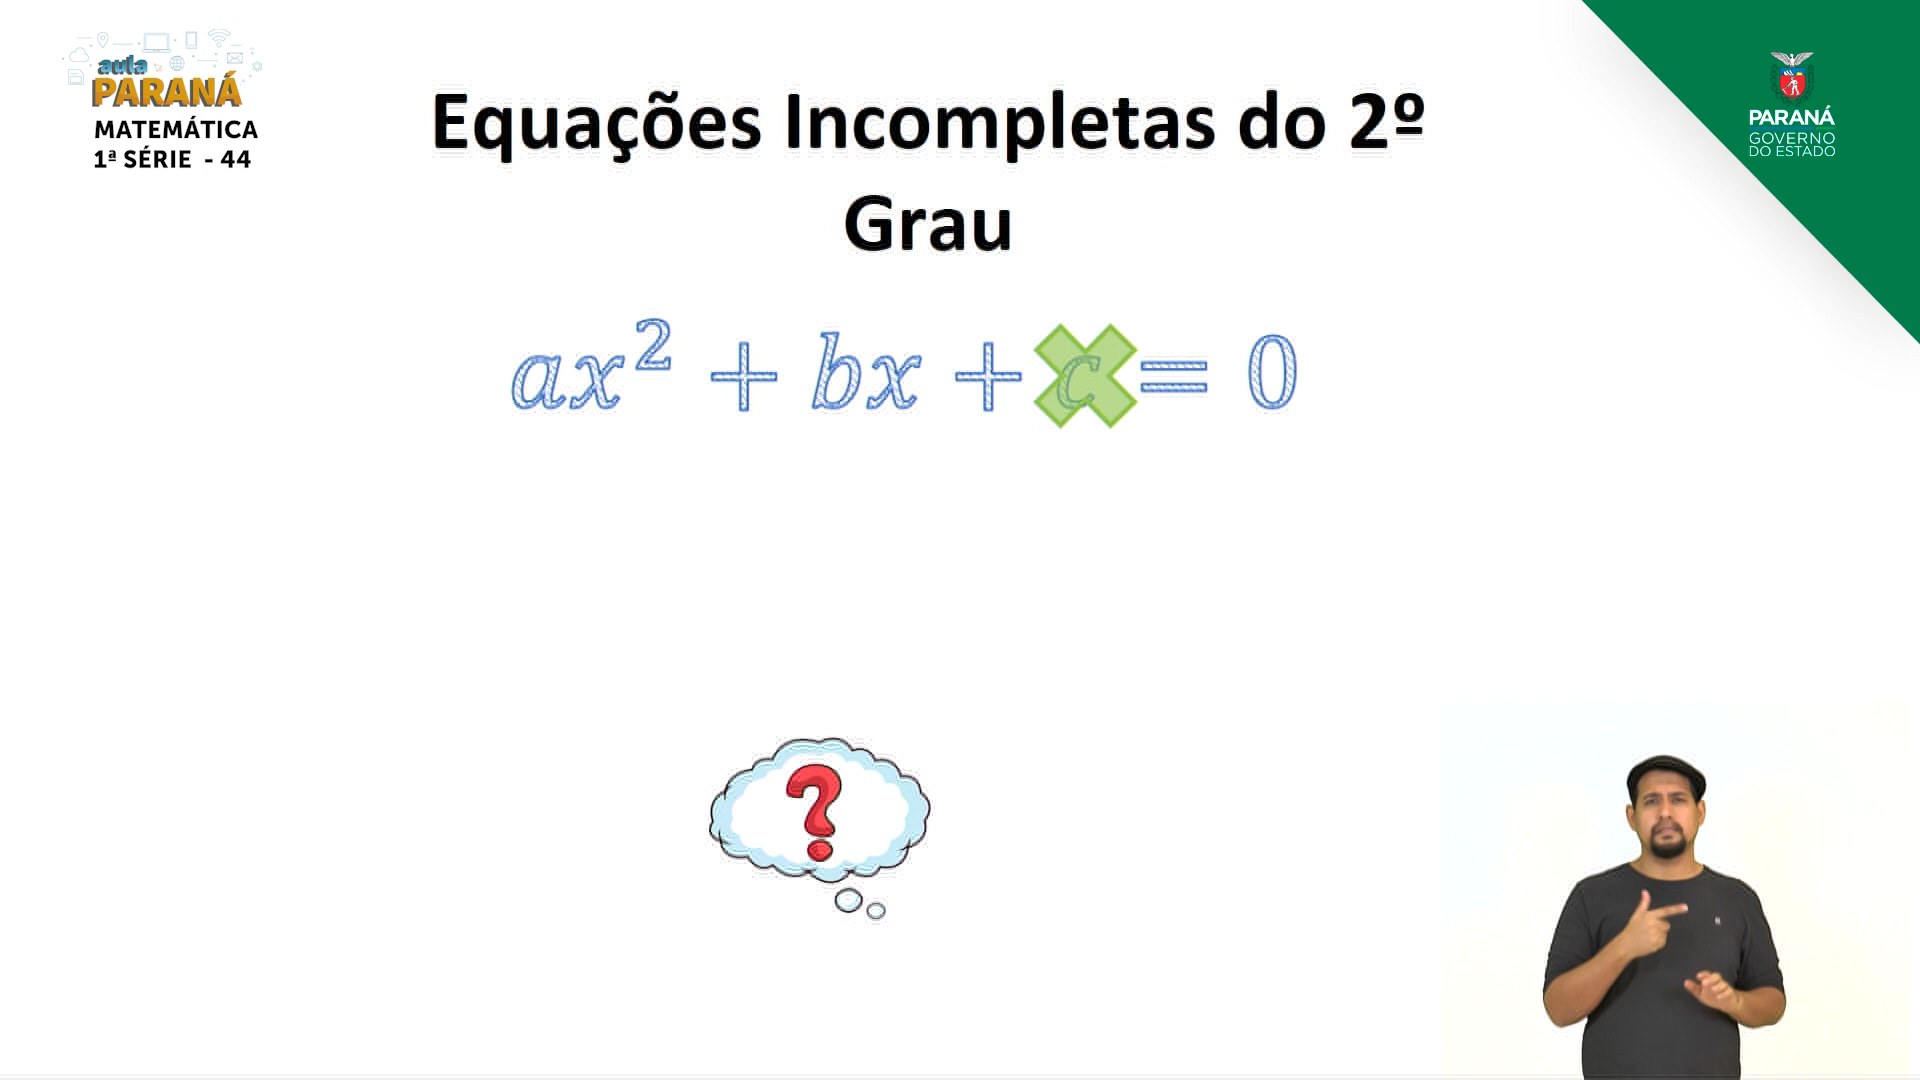 aula
PARANÁ
MATEMÁTICA
1ª SÉRIE - 44
Equações Incompletas do 2º
Grau
PARANÁ
GOVERNO
DO ESTADO
ax² + bx + c = 0
?